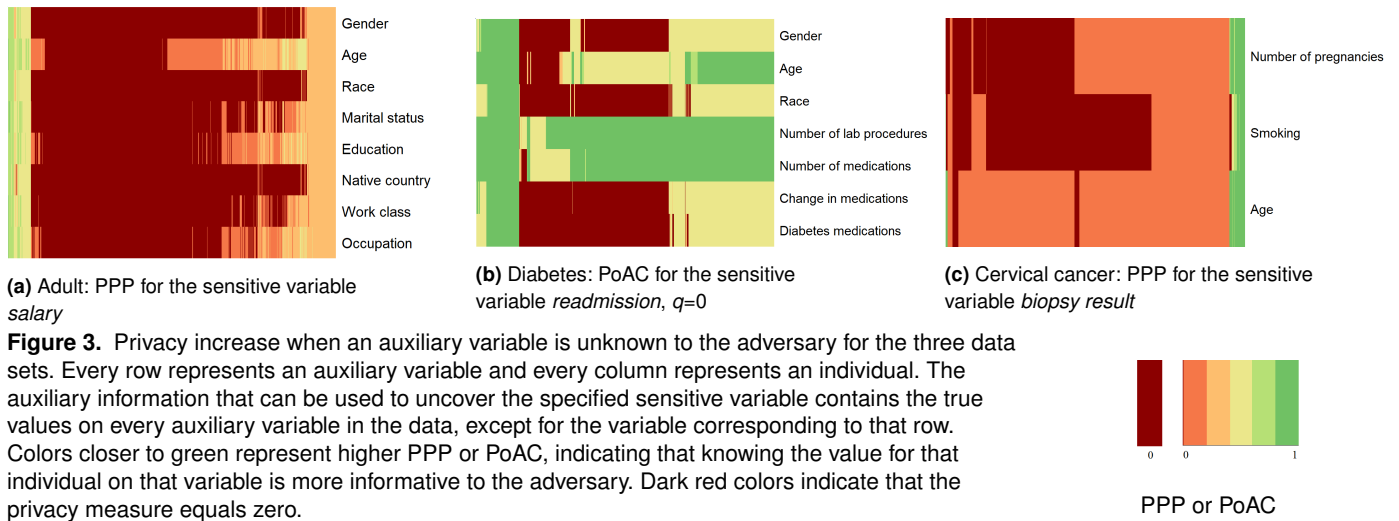 Gender
Age
Race
Marital status
Education
Native country
Work class
Occupation
(a) Adult: PPP for the sensitive variable
salary
Gender
Age
Race
Number of lab procedures
Number of medications
Change in medications
Diabetes medications
(b) Diabetes: PoAC for the sensitive
variable readmission, q=0
Number of pregnancies
Smoking
Age
(c) Cervical cancer: PPP for the sensitive
variable biopsy result
Figure 3. Privacy increase when an auxiliary variable is unknown to the adversary for the three data
sets. Every row represents an auxiliary variable and every column represents an individual. The
auxiliary information that can be used to uncover the specified sensitive variable contains the true
values on every auxiliary variable in the data, except for the variable corresponding to that row.
Colors closer to green represent higher PPP or PoAC, indicating that knowing the value for that
individual on that variable is more informative to the adversary. Dark red colors indicate that the
privacy measure equals zero.
0 0 1
PPP or PoAC